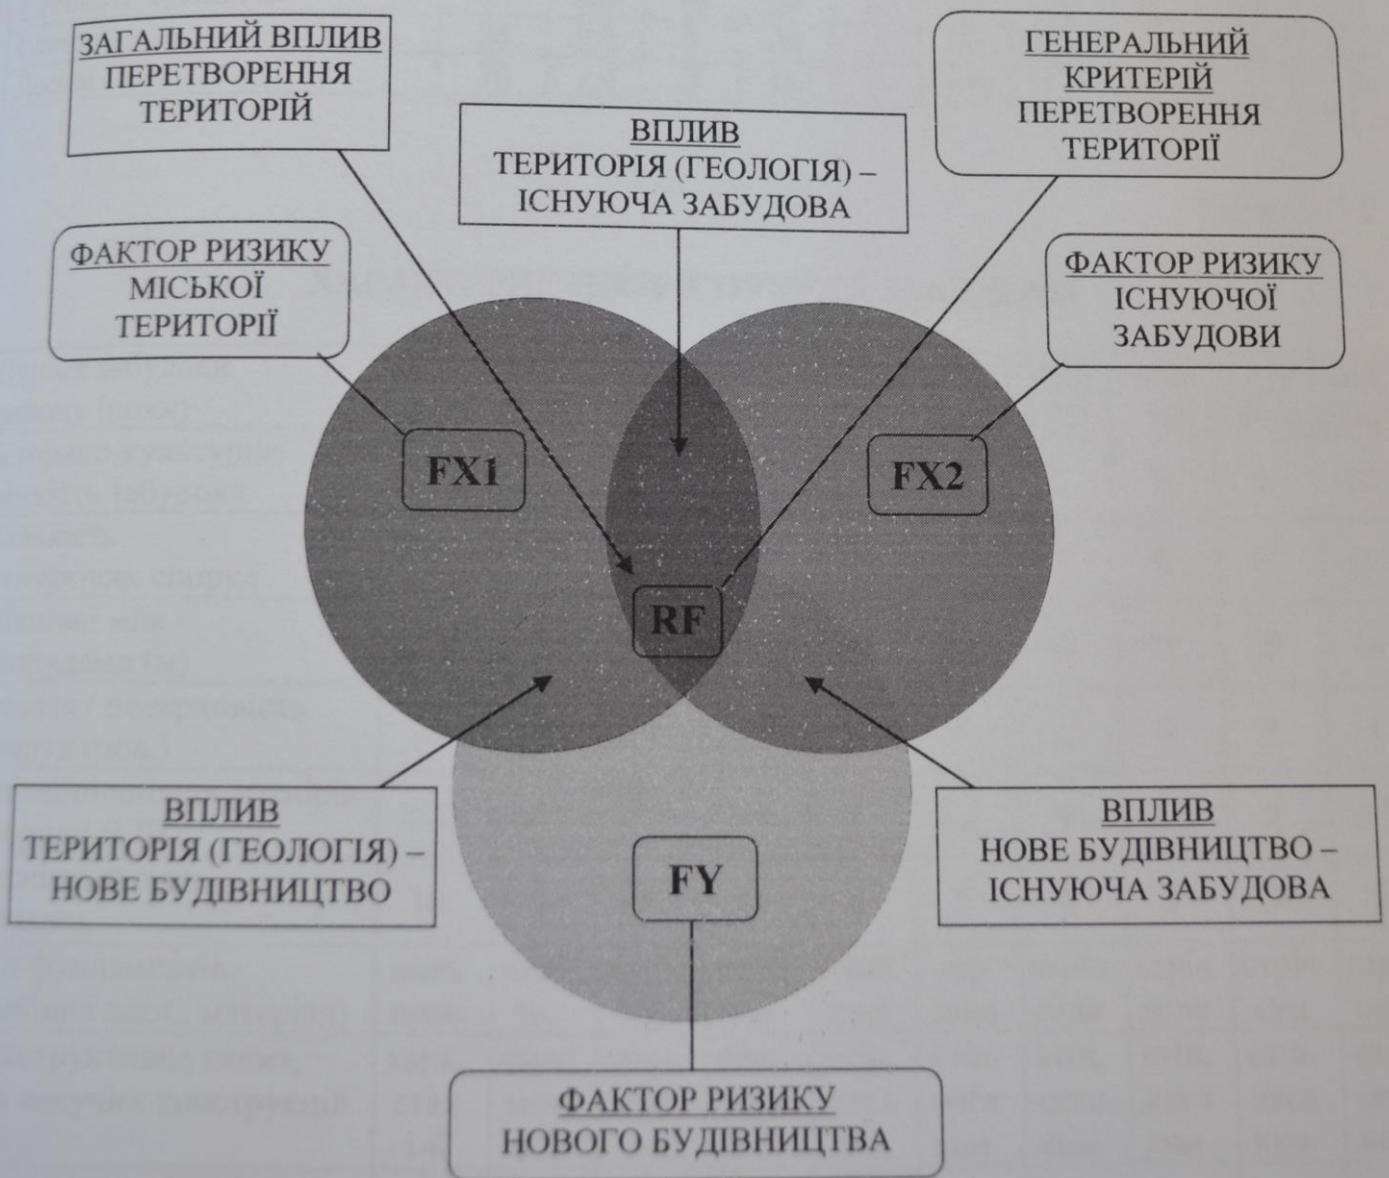 ЗАГАЛЬНИЙ ВПЛИВ
ПЕРЕТВОРЕННЯ
ТЕРИТОРІЙ
ГЕНЕРАЛЬНИЙ
КРИТЕРІЙ
ПЕРЕТВОРЕННЯ
ТЕРИТОРІЇ
ВПЛИВ
ТЕРИТОРІЯ (ГЕОЛОГІЯ) –
ІСНУЮЧА ЗАБУДОВА
ФАКТОР РИЗИКУ
МІСЬКОЇ
ТЕРИТОРІЇ
ФАКТОР РИЗИКУ
ІСНУЮЧОЇ
ЗАБУДОВИ
FX1
FX2
RF
ВПЛИВ
ТЕРИТОРІЯ (ГЕОЛОГІЯ) –
НОВЕ БУДІВНИЦТВО
ВПЛИВ
НОВЕ БУДІВНИЦТВО –
ІСНУЮЧА ЗАБУДОВА
FY
ФАКТОР РИЗИКУ
НОВОГО БУДІВНИЦТВА